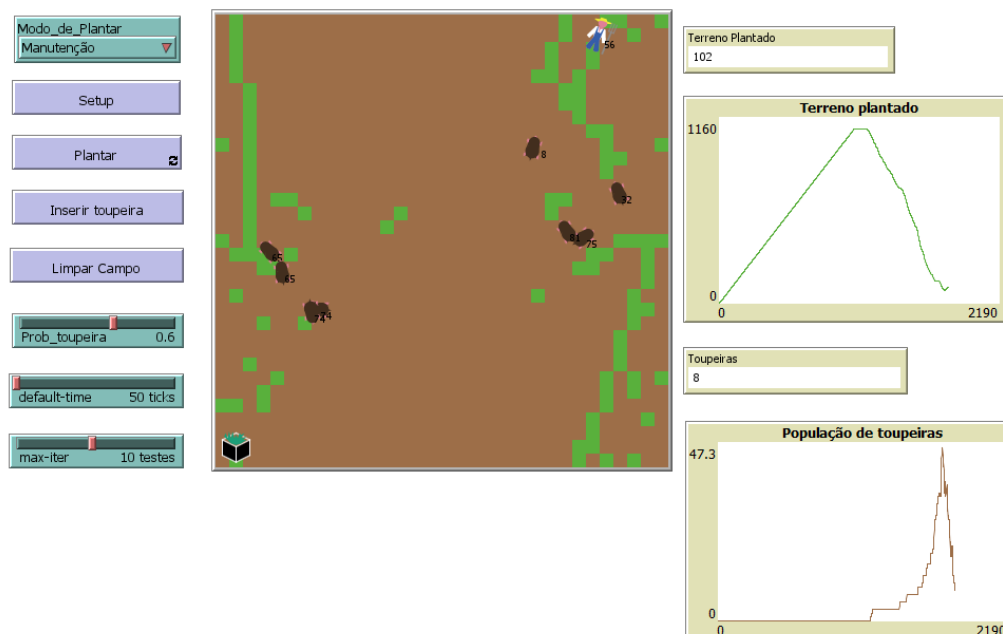 Modo_de_Plantar
Manutenção
Setup
Plantar
Inserir toupeira
Limpar Campo
Prob_toupeira 0.6
default-time 50 ticks
max-iter 10 testes
56
8
32
81
75
65
65
74
74
Terreno Plantado
102
Terreno plantado
1160
0
0 2190
Toupeiras
8
População de toupeiras
47.3
0
0 2190